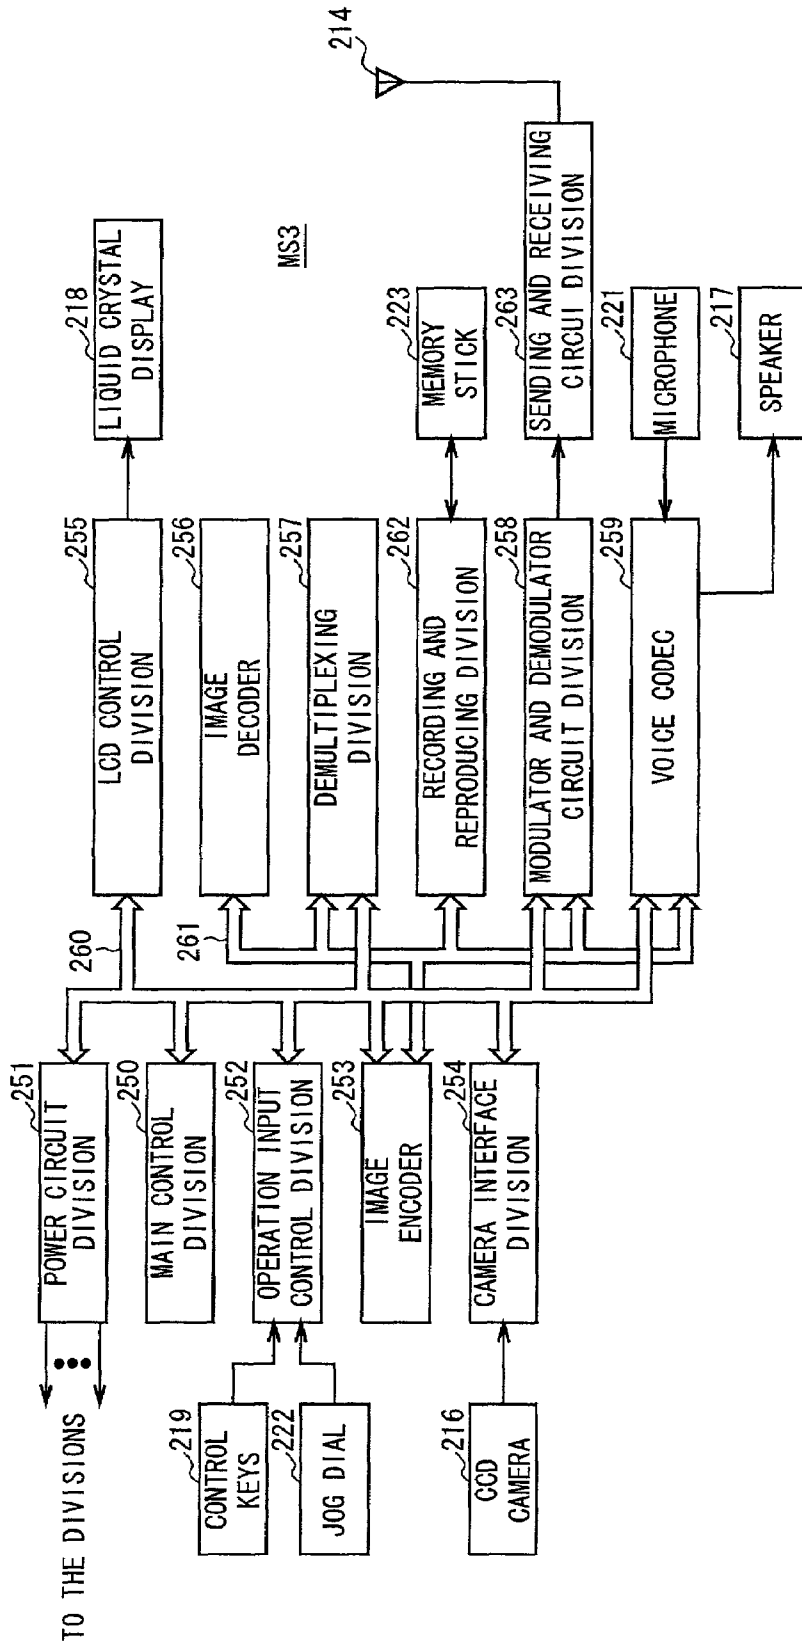 TO THE DIVISIONS
251
POWER CIRCUIT
DIVISION
250
MAIN CONTROL
DIVISION
219
CONTROL
KEYS
222
JOG DIAL
252
OPERATION INPUT
CONTROL DIVISION
253
IMAGE
ENCODER
216
CCD
CAMERA
254
CAMERA INTERFACE
DIVISION
260
261
255
LCD CONTROL
DIVISION
256
IMAGE
DECODER
257
DEMULTIPLEXING
DIVISION
262
RECORDING AND
REPRODUCING DIVISION
258
MODULATOR AND DEMODULATOR
CIRCUIT DIVISION
259
VOICE CODEC
218
LIQUID CRYSTAL
DISPLAY
MS3
223
MEMORY
STICK
263
SENDING AND RECEIVING
CIRCUI DIVISION
221
MICROPHONE
217
SPEAKER
214